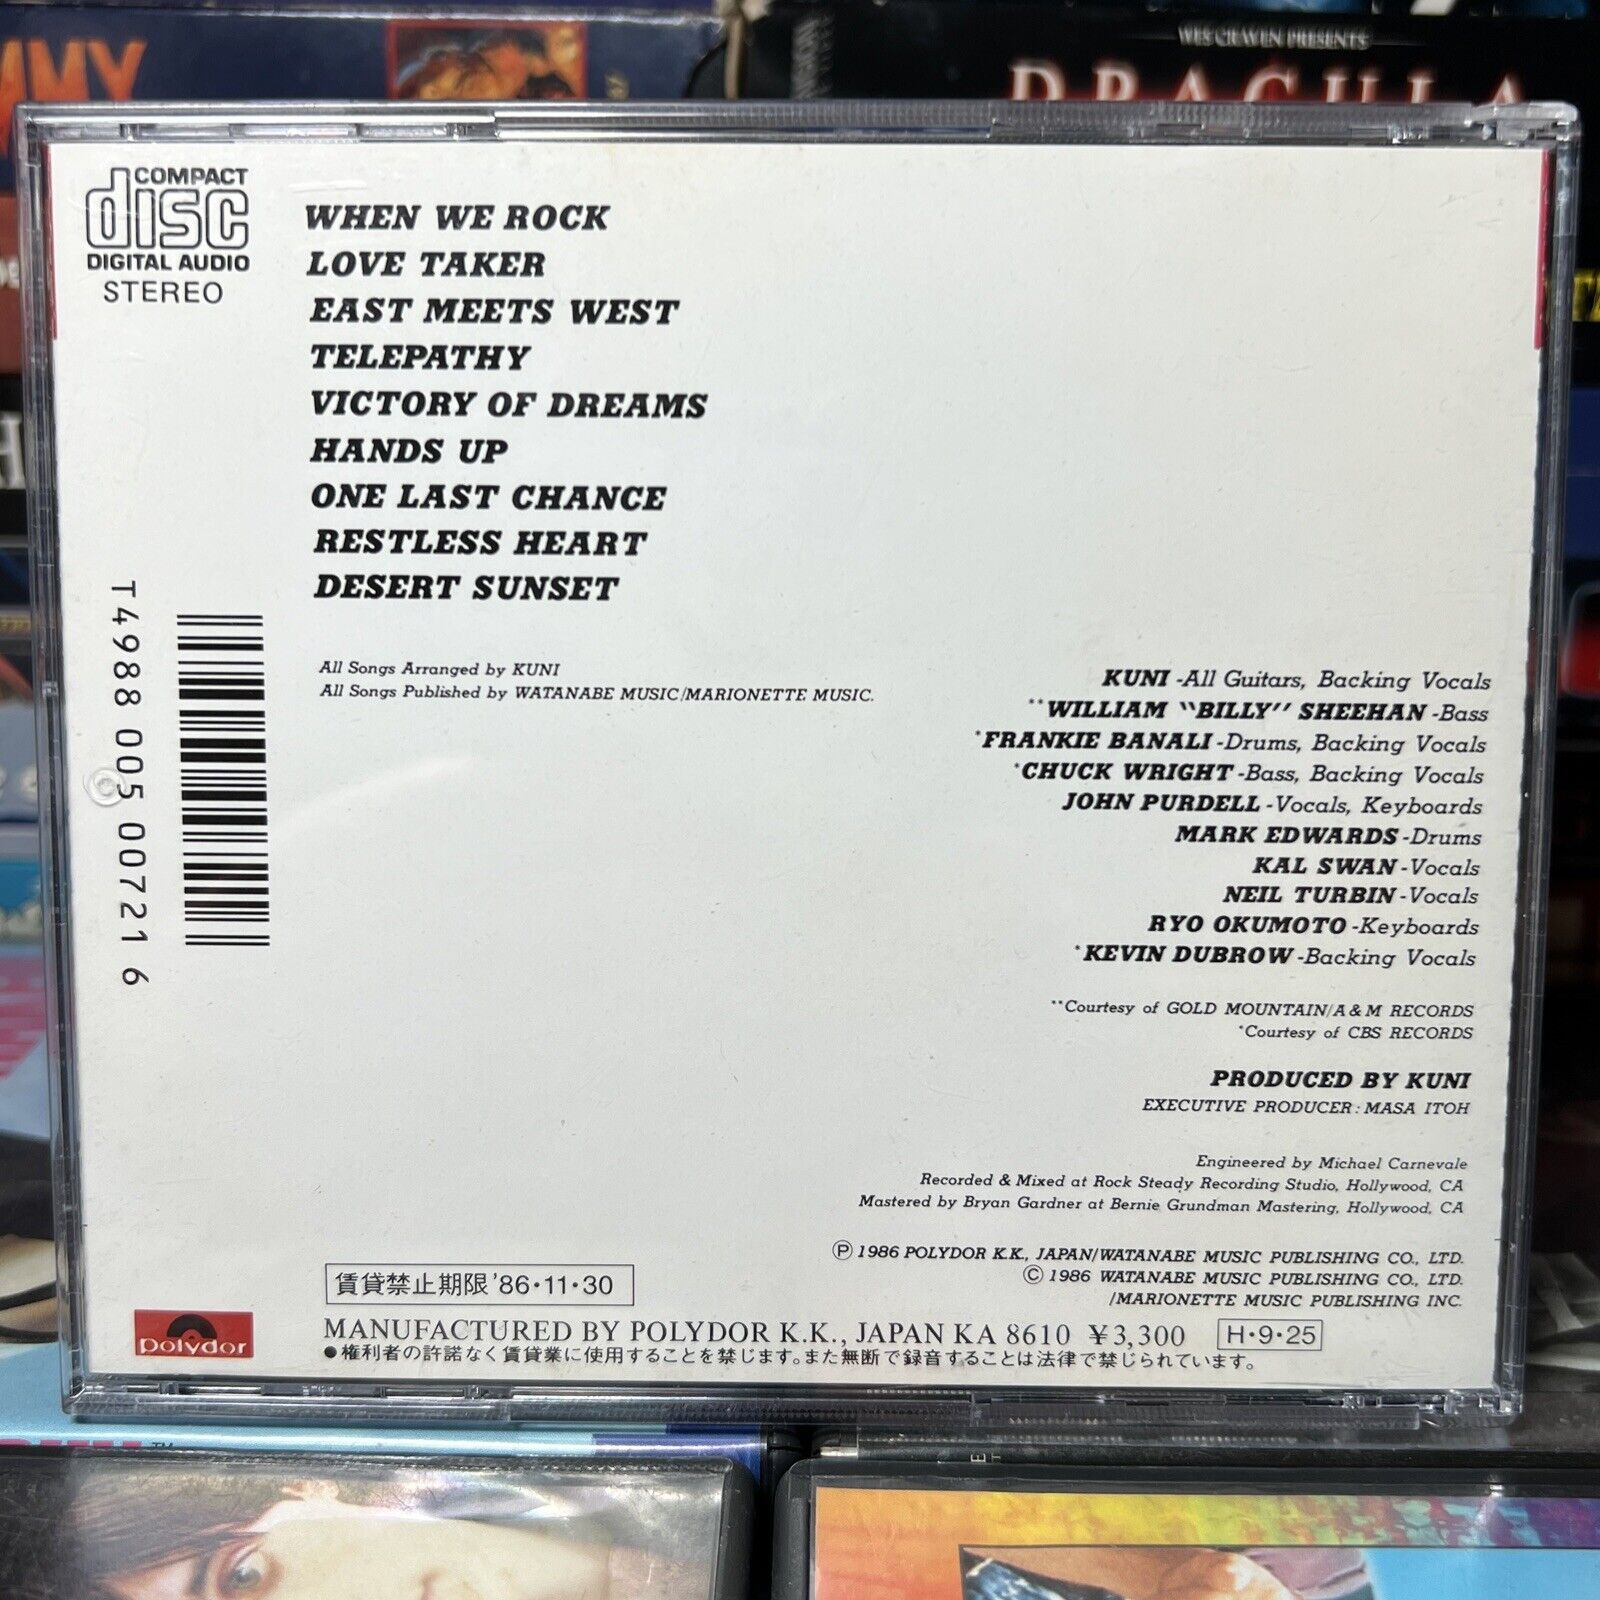 MMY
WES CRAVEN PRESENTS
DRACULA
COMPACT
disc
DIGITAL AUDIO
STEREO
WHEN WE ROCK
LOVE TAKER
EAST MEETS WEST
TELEPATHY
VICTORY OF DREAMS
HANDS UP
ONE LAST CHANCE
RESTLESS HEART
DESERT SUNSET
T4988 005 00721 6
All Songs Arranged by KUNI
All Songs Published by WATANABE MUSIC/MARIONETTE MUSIC.
KUNI -All Guitars, Backing Vocals
**WILLIAM "BILLY" SHEEHAN -Bass
*FRANKIE BANALI -Drums, Backing Vocals
*CHUCK WRIGHT -Bass, Backing Vocals
JOHN PURDELL -Vocals, Keyboards
MARK EDWARDS -Drums
KAL SWAN -Vocals
NEIL TURBIN -Vocals
RYO OKUMOTO -Keyboards
*KEVIN DUBROW -Backing Vocals
**Courtesy of GOLD MOUNTAIN/A & M RECORDS
*Courtesy of CBS RECORDS
PRODUCED BY KUNI
EXECUTIVE PRODUCER : MASA ITOH
Engineered by Michael Carnevale
Recorded & Mixed at Rock Steady Recording Studio, Hollywood, CA
Mastered by Bryan Gardner at Bernie Grundman Mastering, Hollywood, CA
Ⓟ 1986 POLYDOR K.K., JAPAN/WATANABE MUSIC PUBLISHING CO., LTD.
© 1986 WATANABE MUSIC PUBLISHING CO., LTD.
/MARIONETTE MUSIC PUBLISHING INC.
賃貸禁止期限 '86・11・30
polydor
MANUFACTURED BY POLYDOR K.K., JAPAN KA 8610 ¥3,300 H・9・25
●権利者の許諾なく賃貸業に使用することを禁じます。また無断で録音することは法律で禁じられています。